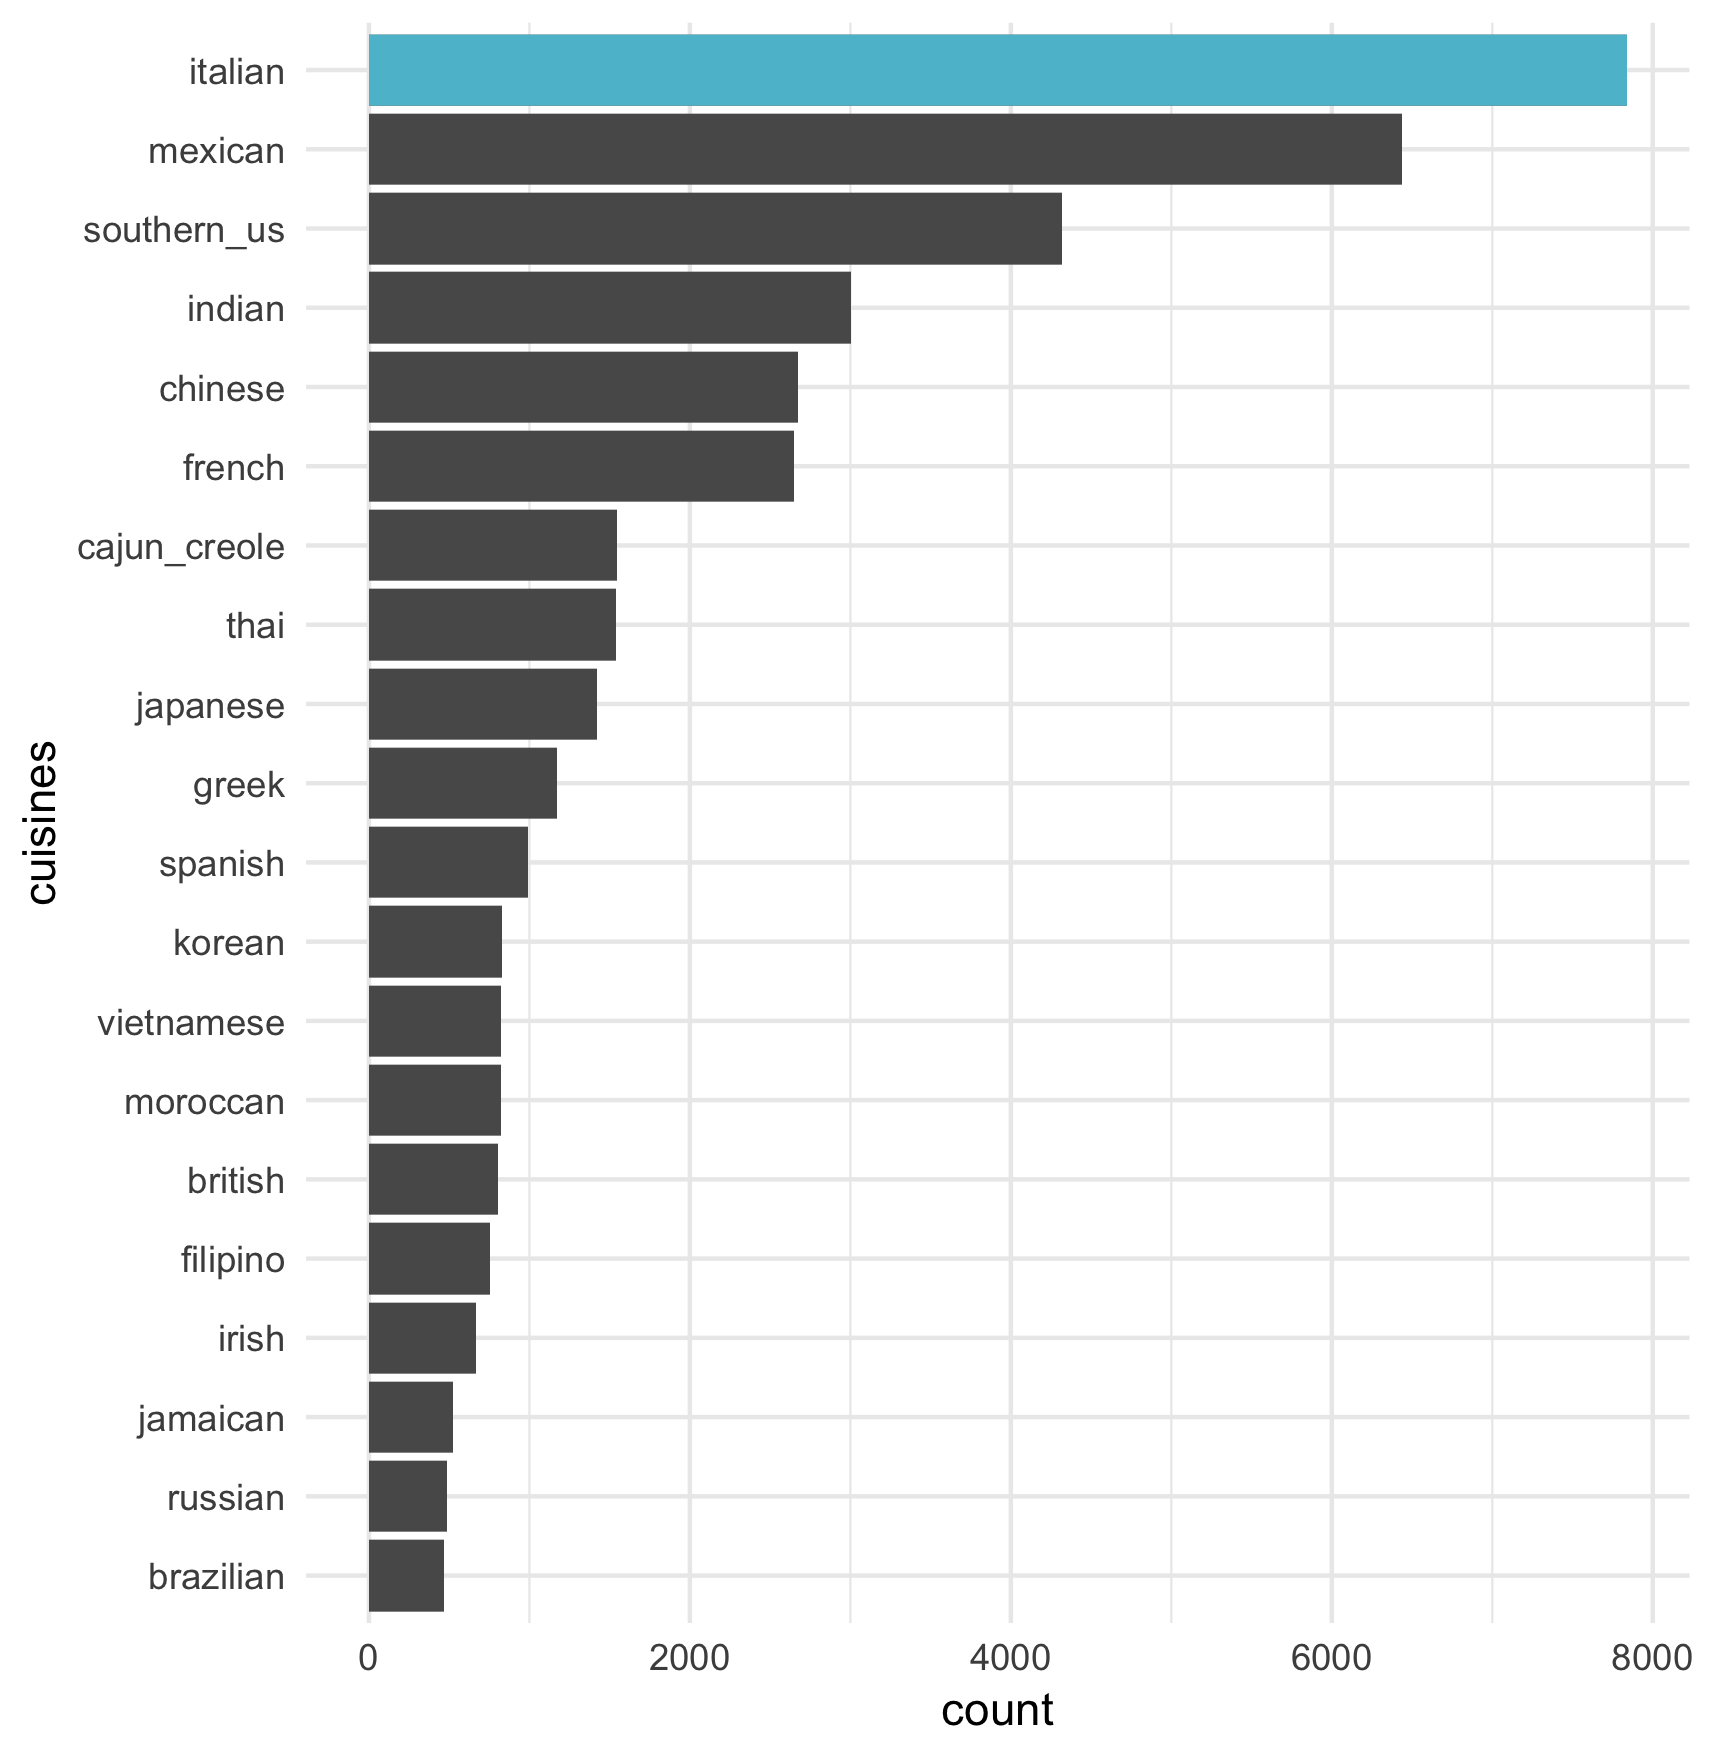 italian
mexican
southern_us
indian
chinese
french
cajun_creole
thai
japanese
greek
spanish
korean
vietnamese
moroccan
british
filipino
irish
jamaican
russian
brazilian
cuisines
0 2000 4000 6000 8000
count